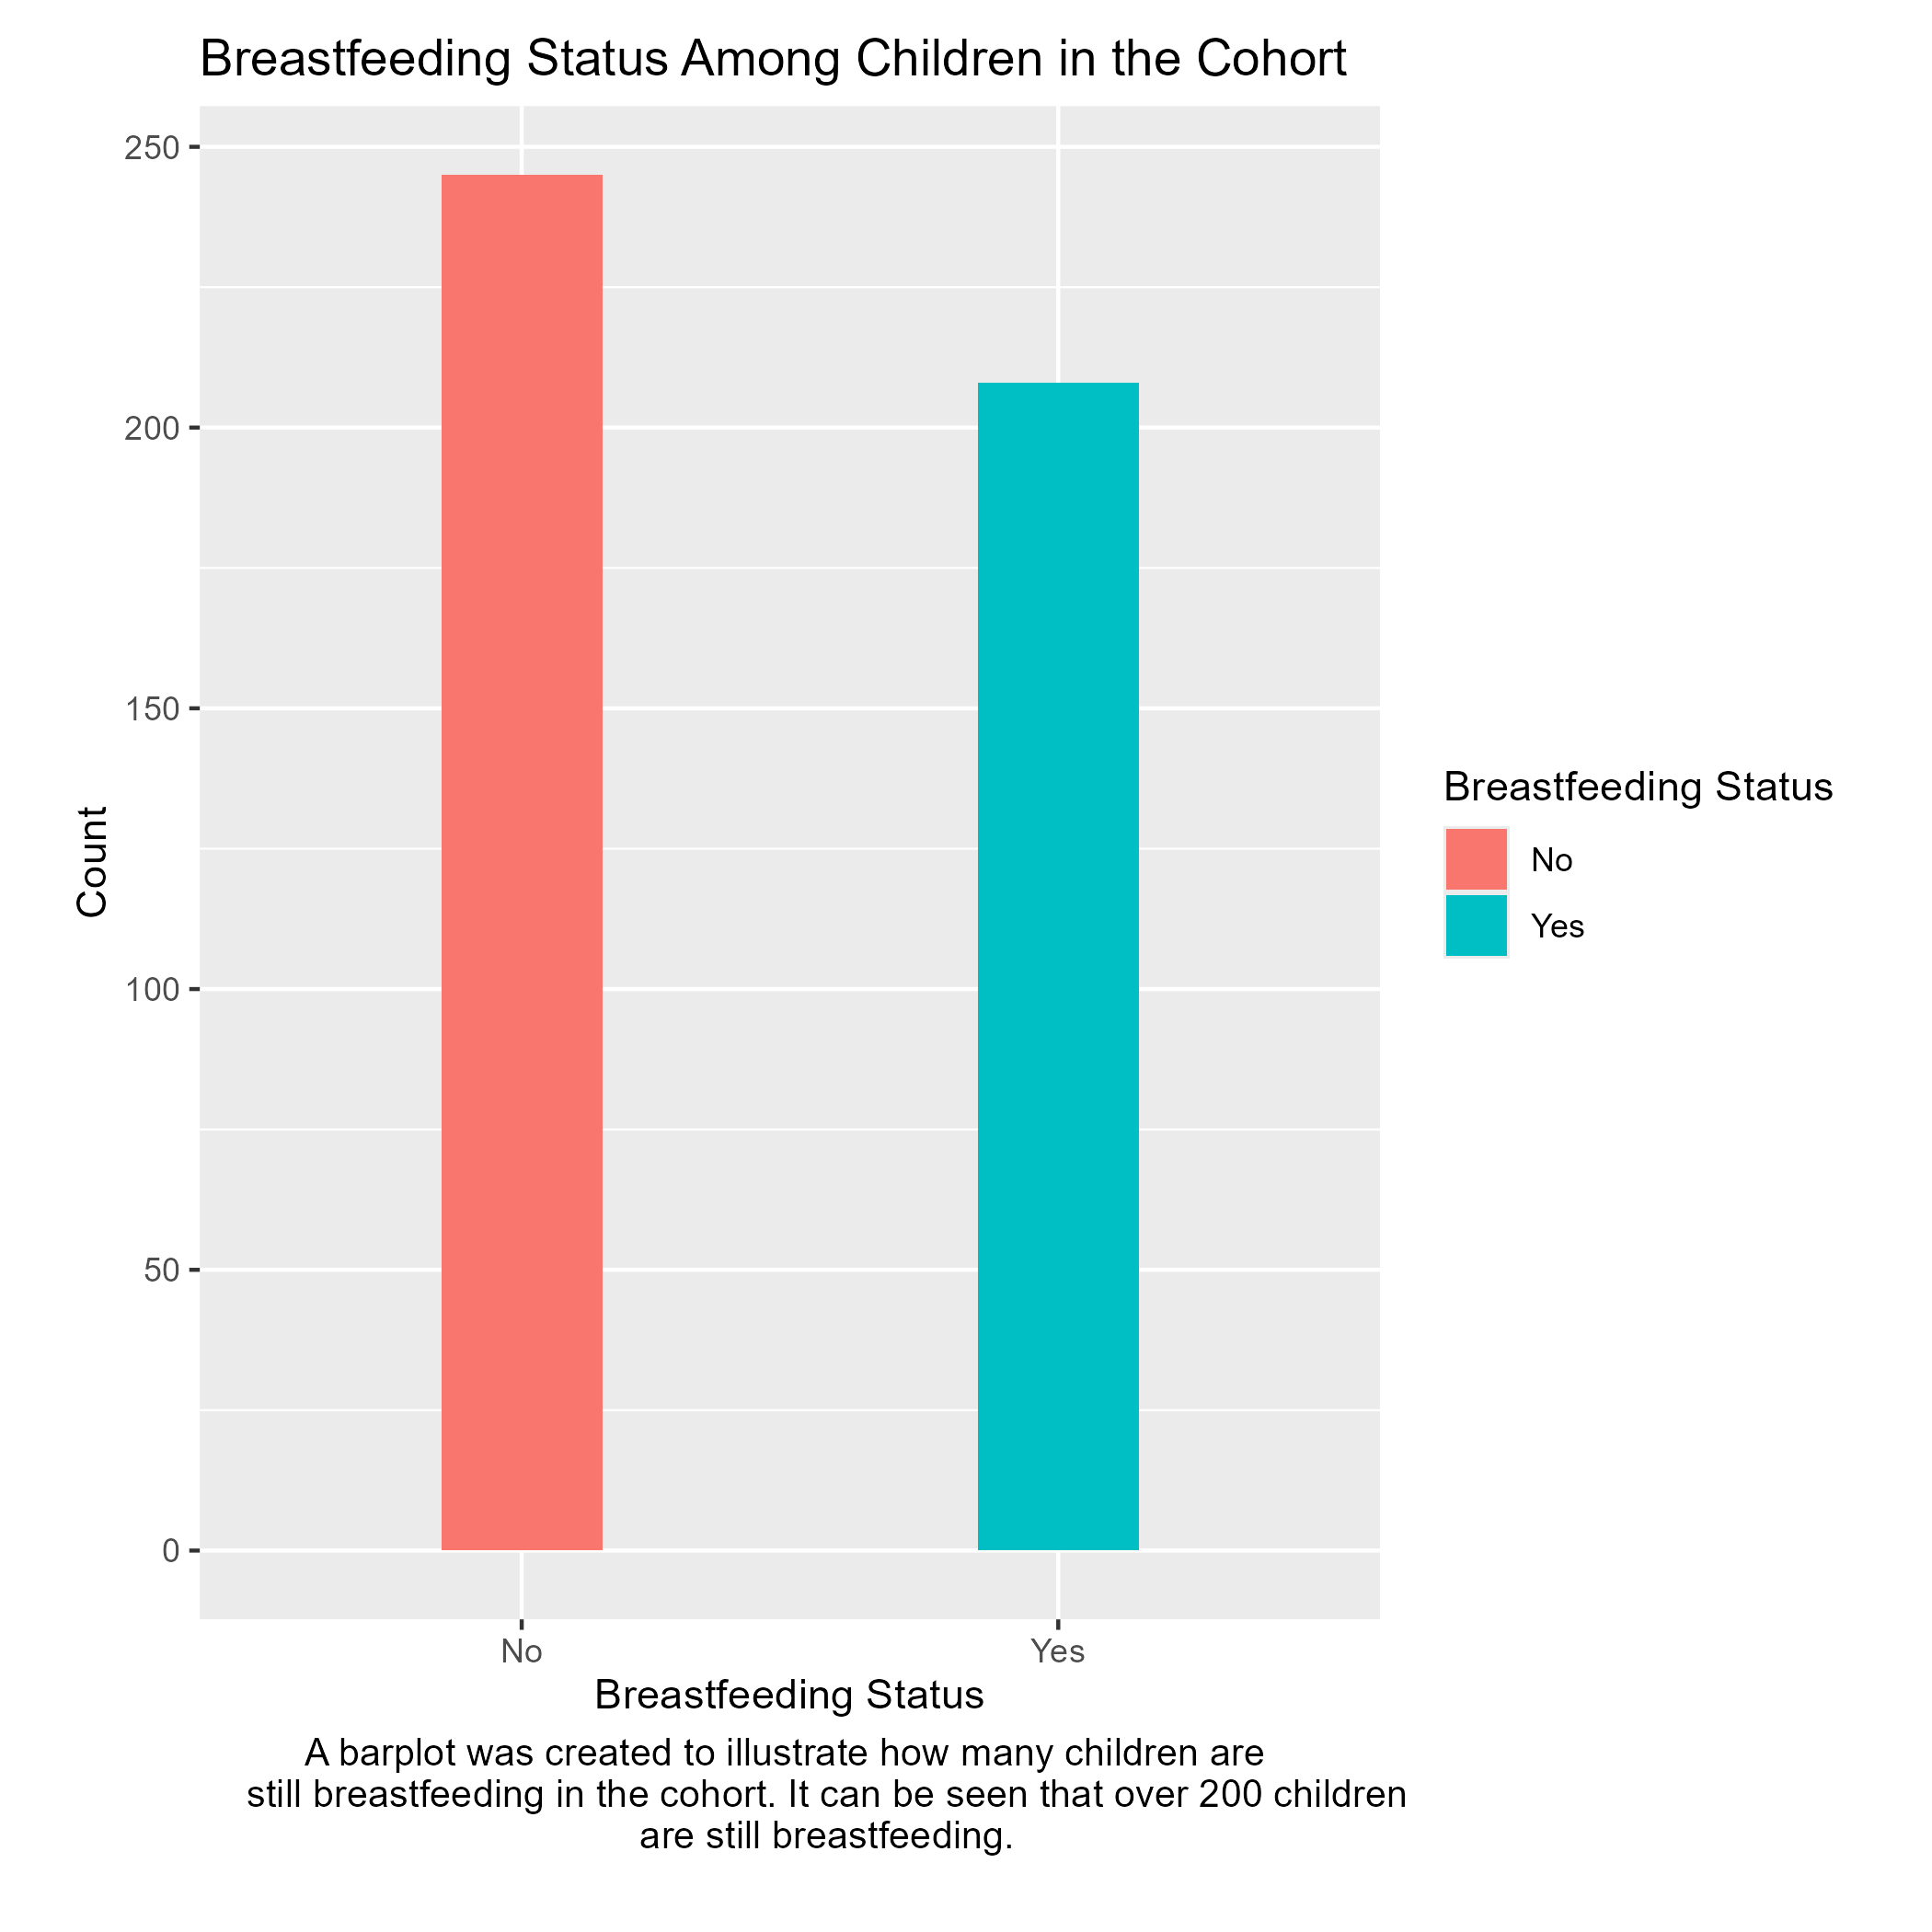 Breastfeeding Status Among Children in the Cohort
250
200
150
100
50
0
Count
No
Yes
Breastfeeding Status
Breastfeeding Status
No
Yes
A barplot was created to illustrate how many children are
still breastfeeding in the cohort. It can be seen that over 200 children
are still breastfeeding.